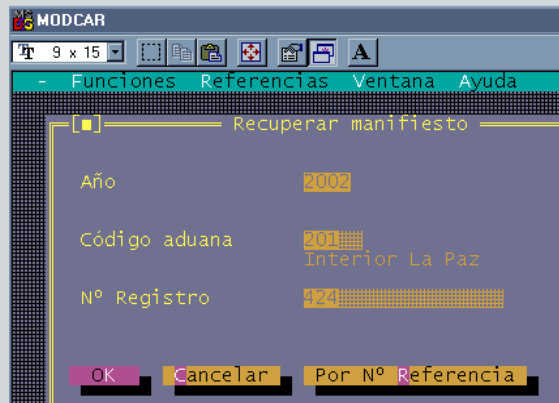 MODCAR
9 x 15
A
- Funciones Referencias Ventana Ayuda
Recuperar manifiesto
Año 2002
Código aduana 201
Interior La Paz
Nº Registro 424
OK Cancelar Por Nº Referencia